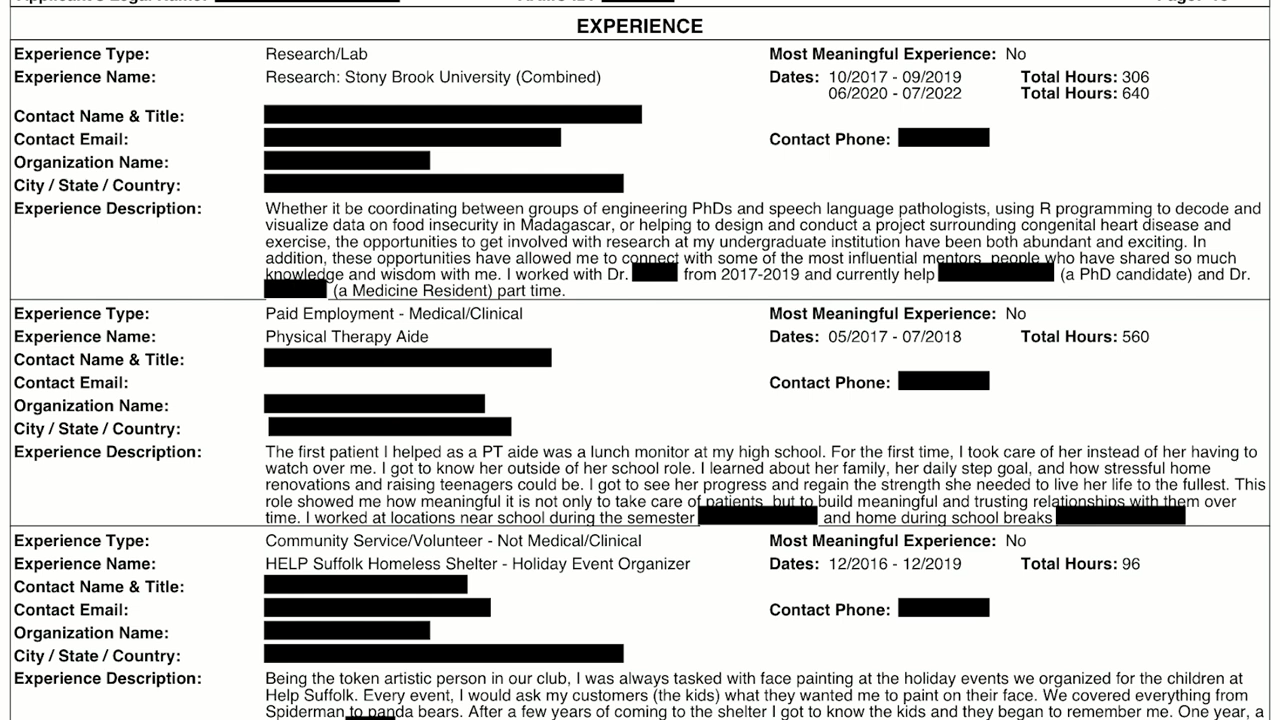 EXPERIENCE
Experience Type: Research/Lab Most Meaningful Experience: No
Experience Name: Research: Stony Brook University (Combined) Dates: 10/2017 - 09/2019 Total Hours: 306
06/2020 - 07/2022 Total Hours: 640
Contact Name & Title:
Contact Email: Contact Phone:
Organization Name:
City / State / Country:
Experience Description: Whether it be coordinating between groups of engineering PhDs and speech language pathologists, using R programming to decode and
visualize data on food insecurity in Madagascar, or helping to design and conduct a project surrounding congenital heart disease and
exercise, the opportunities to get involved with research at my undergraduate institution have been both abundant and exciting. In
addition, these opportunities have allowed me to connect with some of the most influential mentors, people who have shared so much
knowledge and wisdom with me. I worked with Dr. from 2017-2019 and currently help (a PhD candidate) and Dr.
(a Medicine Resident) part time.
Experience Type: Paid Employment - Medical/Clinical Most Meaningful Experience: No
Experience Name: Physical Therapy Aide Dates: 05/2017 - 07/2018 Total Hours: 560
Contact Name & Title:
Contact Email: Contact Phone:
Organization Name:
City / State / Country:
Experience Description: The first patient I helped as a PT aide was a lunch monitor at my high school. For the first time, I took care of her instead of her having to
watch over me. I got to know her outside of her school role. I learned about her family, her daily step goal, and how stressful home
renovations and raising teenagers could be. I got to see her progress and regain the strength she needed to live her life to the fullest. This
role showed me how meaningful it is not only to take care of patients, but to build meaningful and trusting relationships with them over
time. I worked at locations near school during the semester and home during school breaks
Experience Type: Community Service/Volunteer - Not Medical/Clinical Most Meaningful Experience: No
Experience Name: HELP Suffolk Homeless Shelter - Holiday Event Organizer Dates: 12/2016 - 12/2019 Total Hours: 96
Contact Name & Title:
Contact Email: Contact Phone:
Organization Name:
City / State / Country:
Experience Description: Being the token artistic person in our club, I was always tasked with face painting at the holiday events we organized for the children at
Help Suffolk. Every event, I would ask my customers (the kids) what they wanted me to paint on their face. We covered everything from
Spiderman to panda bears. After a few years of coming to the shelter I got to know the kids and they began to remember me. One year, a